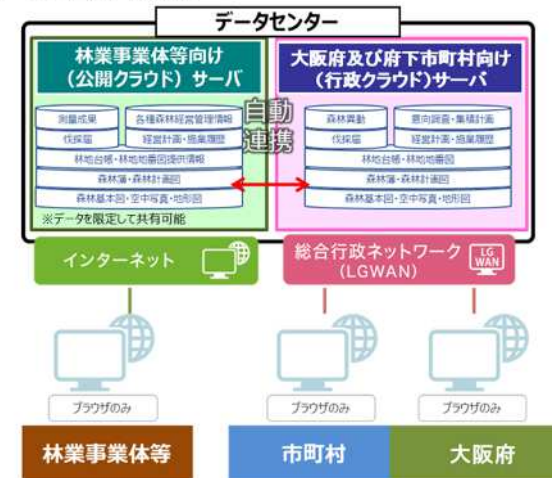 データセンター
林業事業体等向け
（公開クラウド）サーバ
測量成果
各種森林経営管理情報
伐採届
経営計画・施業履歴
林地台帳・林地地番図提供情報
森林簿・森林計画図
森林基本図・空中写真・地形図
※データを限定して共有可能
自動
連携
大阪府及び府下市町村向け
（行政クラウド）サーバ
森林異動
意向調査・集積計画
伐採届
経営計画・施業履歴
林地台帳・林地地番図
森林簿・森林計画図
森林基本図・空中写真・地形図
インターネット
総合行政ネットワーク
（LGWAN）
LG
WAN
ブラウザのみ
ブラウザのみ
ブラウザのみ
林業事業体等
市町村
大阪府